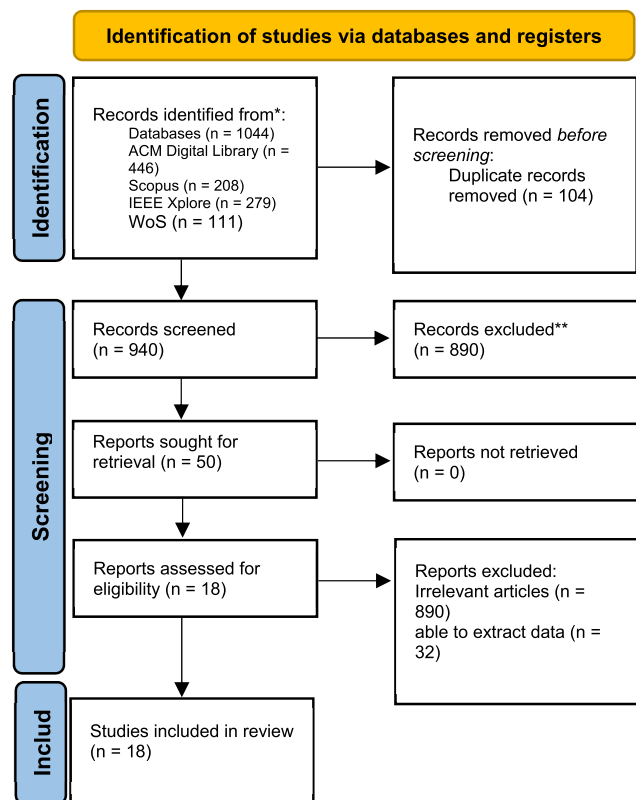 Identification of studies via databases and registers
Identification
Records identified from*:
Databases (n = 1044)
ACM Digital Library (n =
446)
Scopus (n = 208)
IEEE Xplore (n = 279)
WoS (n = 111)
Records removed before
screening:
Duplicate records
removed (n = 104)
Screening
Records screened
(n = 940)
Records excluded**
(n = 890)
Reports sought for
retrieval (n = 50)
Reports not retrieved
(n = 0)
Reports assessed for
eligibility (n = 18)
Reports excluded:
Irrelevant articles (n =
890)
able to extract data (n =
32)
Includ
Studies included in review
(n = 18)